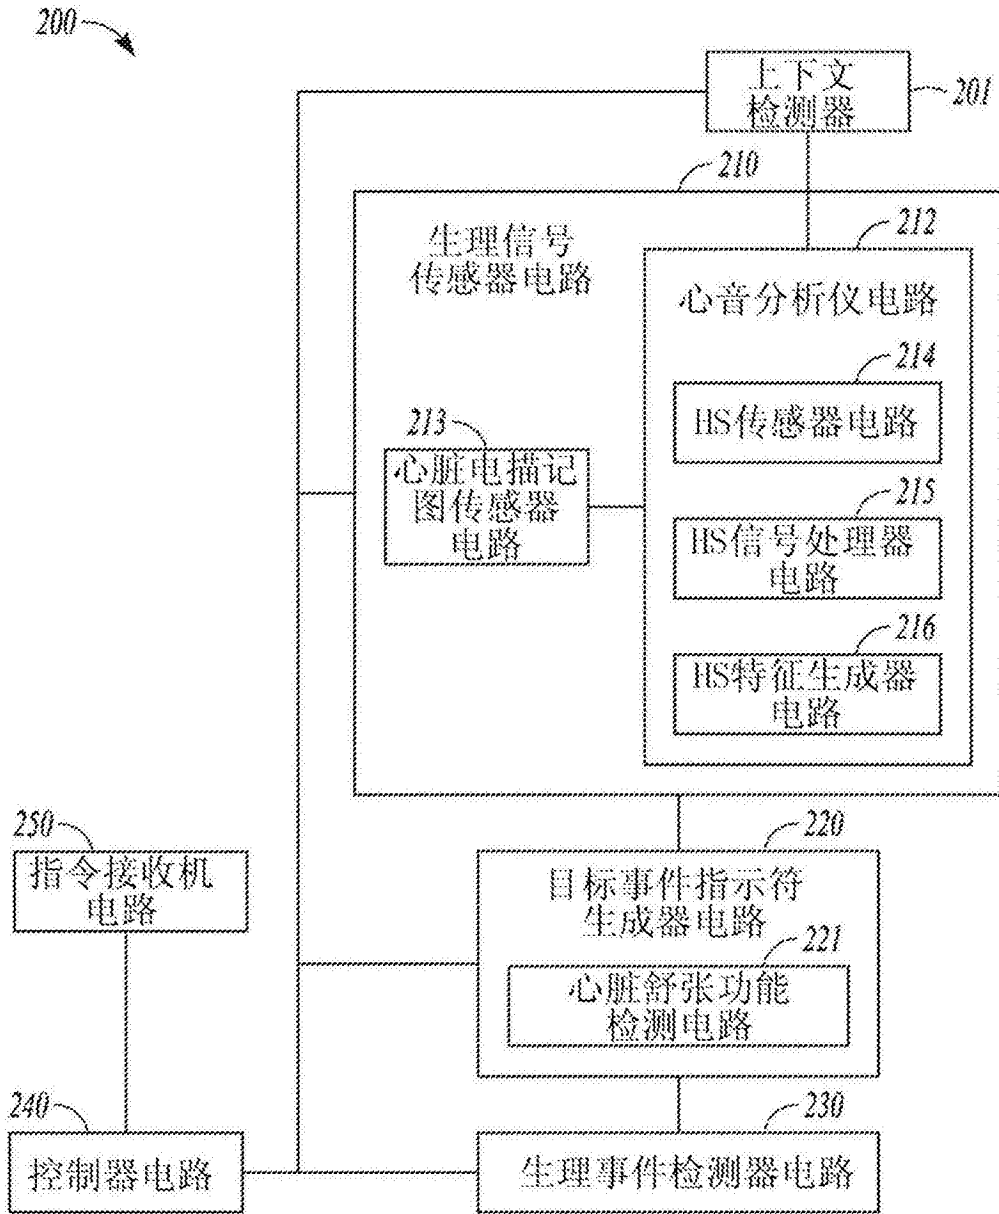 200
上下文
检测器
201
210
生理信号
传感器电路
212
心音分析仪电路
214
HS传感器电路
213
心脏电描记
图传感器
电路
215
HS信号处理器
电路
216
HS特征生成器
电路
250
指令接收机
电路
220
目标事件指示符
生成器电路
221
心脏舒张功能
检测电路
240
控制器电路
230
生理事件检测器电路